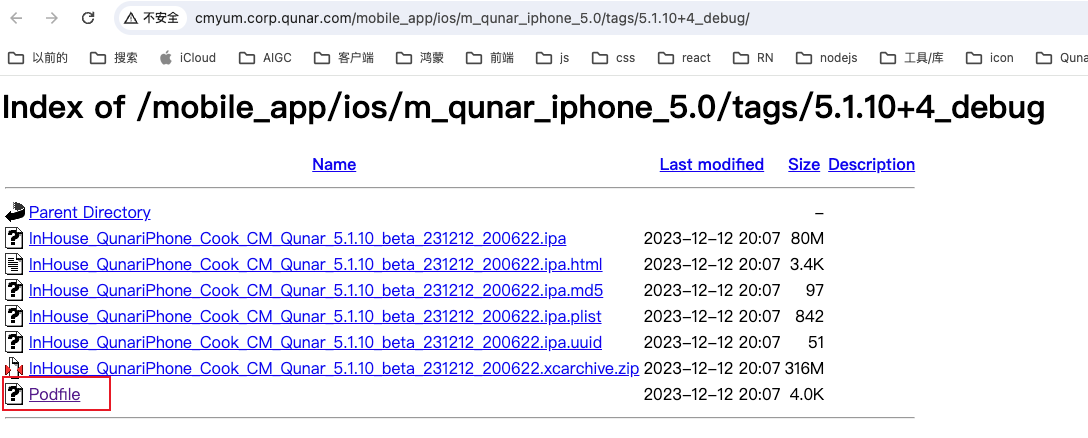 不安全 cmyum.corp.qunar.com/mobile_app/ios/m_qunar_iphone_5.0/tags/5.1.10+4_debug/
以前的 搜索 iCloud AIGC 客户端 鸿蒙 前端 js css react RN nodejs 工具/库 icon Quna
Index of /mobile_app/ios/m_qunar_iphone_5.0/tags/5.1.10+4_debug
Name Last modified Size Description
Parent Directory -
InHouse_QunariPhone_Cook_CM_Qunar_5.1.10_beta_231212_200622.ipa 2023-12-12 20:07 80M
InHouse_QunariPhone_Cook_CM_Qunar_5.1.10_beta_231212_200622.ipa.html 2023-12-12 20:07 3.4K
InHouse_QunariPhone_Cook_CM_Qunar_5.1.10_beta_231212_200622.ipa.md5 2023-12-12 20:07 97
InHouse_QunariPhone_Cook_CM_Qunar_5.1.10_beta_231212_200622.ipa.plist 2023-12-12 20:07 842
InHouse_QunariPhone_Cook_CM_Qunar_5.1.10_beta_231212_200622.ipa.uuid 2023-12-12 20:07 51
InHouse_QunariPhone_Cook_CM_Qunar_5.1.10_beta_231212_200622.xcarchive.zip 2023-12-12 20:07 316M
Podfile 2023-12-12 20:07 4.0K